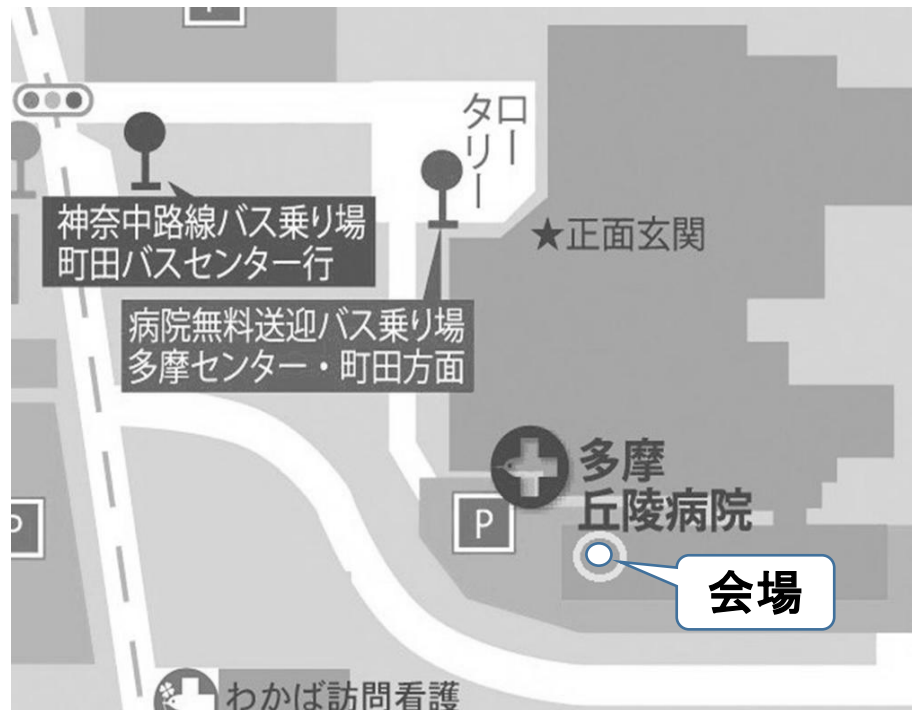 P
ロー
タリー
神奈中路線バス乗り場
町田バスセンター行
★正面玄関
病院無料送迎バス乗り場
多摩センター・町田方面
多摩
丘陵病院
P
P
会場
わかば訪問看護